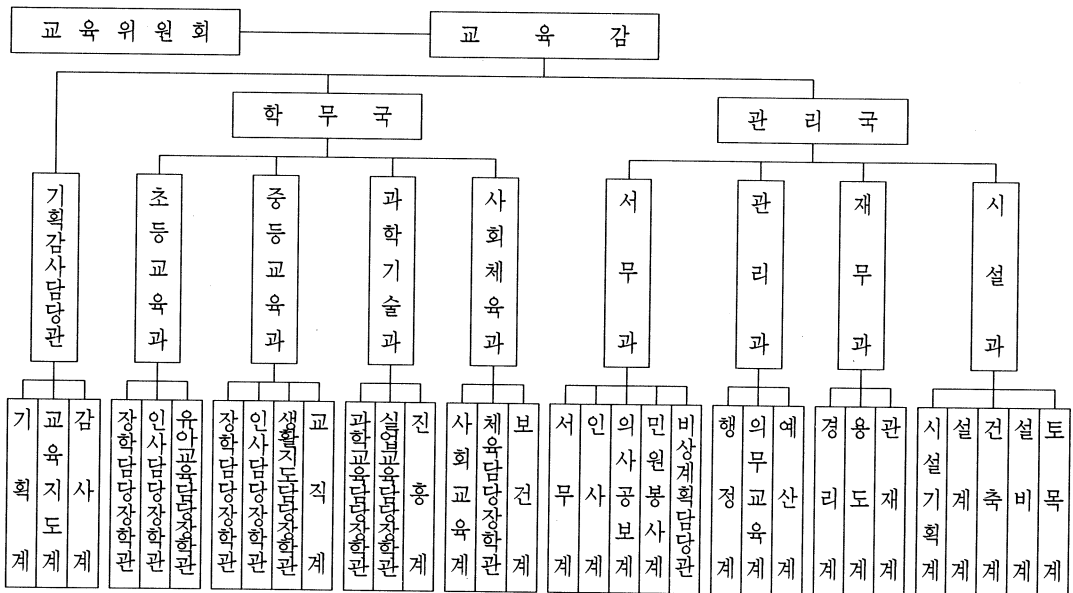 교육위원회
교육감
학무국
관리국
기획감사담당관
초등교육과
중등교육과
과학기술과
사회체육과
서무과
관리과
재무과
시설과
기획계
교육지도계
감사계
장학담당장학관
인사담당장학관
유아교육담당장학관
장학담당장학관
인사담당장학관
생활지도담당장학관
교직계
과학교육담당장학관
실업교육담당장학관
진흥계
사회교육계
체육담당장학관
보건계
서무계
인사계
의사공보계
민원봉사계
비상계획담당관
행정계
의무교육계
예산계
경리계
용도계
관재계
시설기획계
설계계
건축계
설비계
토목계